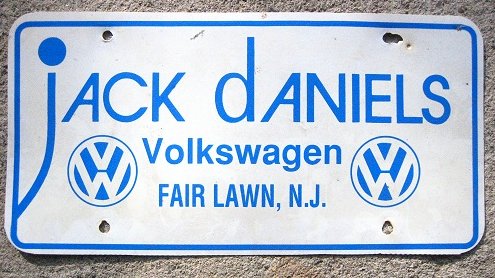 jACK dANIELS
Volkswagen
FAIR LAWN, N.J.